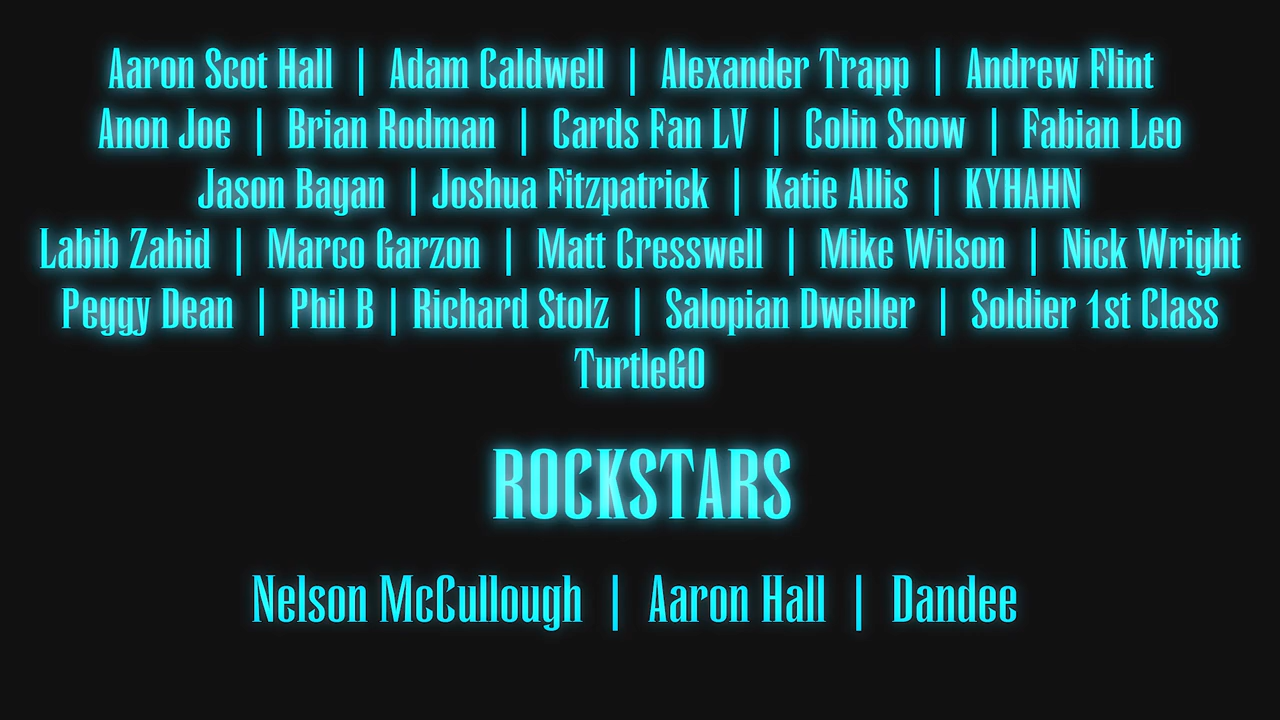 Aaron Scot Hall | Adam Caldwell | Alexander Trapp | Andrew Flint
Anon Joe | Brian Rodman | Cards Fan LV | Colin Snow | Fabian Leo
Jason Bagan | Joshua Fitzpatrick | Katie Allis | KYHAHN
Labib Zahid | Marco Garzon | Matt Cresswell | Mike Wilson | Nick Wright
Peggy Dean | Phil B | Richard Stolz | Salopian Dweller | Soldier 1st Class
TurtleGO
ROCKSTARS
Nelson McCullough | Aaron Hall | Dandee